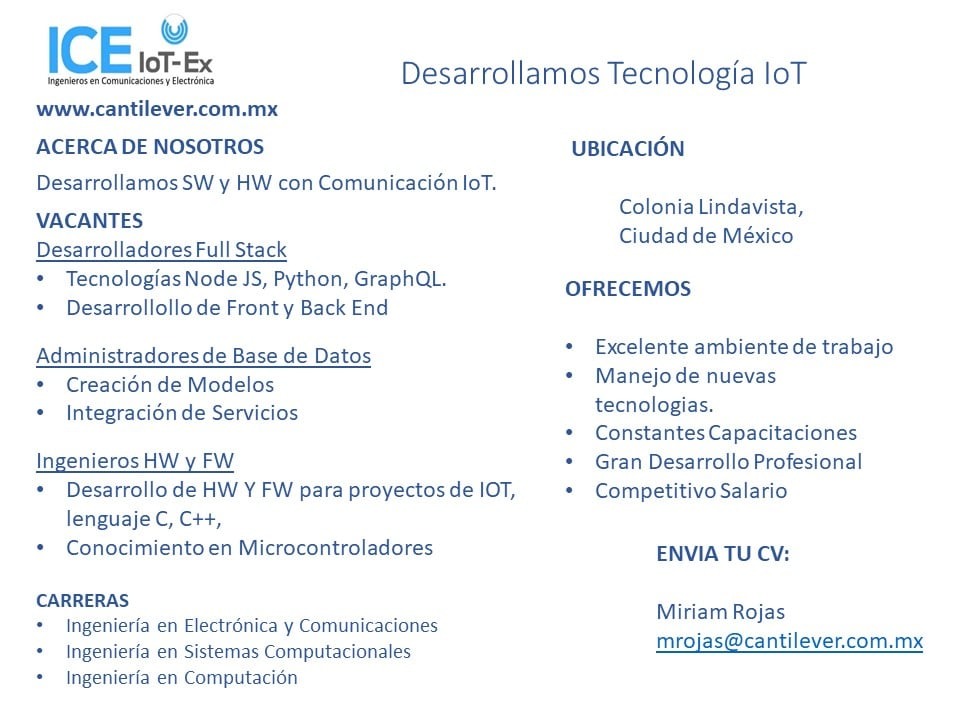 ICE IoT-Ex
Ingenieros en Comunicaciones y Electrónica
www.cantilever.com.mx
Desarrollamos Tecnología IoT
ACERCA DE NOSOTROS
Desarrollamos SW y HW con Comunicación IoT.
VACANTES
Desarrolladores Full Stack
• Tecnologías Node JS, Python, GraphQL.
• Desarrollollo de Front y Back End
Administradores de Base de Datos
• Creación de Modelos
• Integración de Servicios
Ingenieros HW y FW
• Desarrollo de HW Y FW para proyectos de IOT,
lenguaje C, C++,
• Conocimiento en Microcontroladores
CARRERAS
• Ingeniería en Electrónica y Comunicaciones
• Ingeniería en Sistemas Computacionales
• Ingeniería en Computación
UBICACIÓN
Colonia Lindavista,
Ciudad de México
OFRECEMOS
• Excelente ambiente de trabajo
• Manejo de nuevas
tecnologias.
• Constantes Capacitaciones
• Gran Desarrollo Profesional
• Competitivo Salario
ENVIA TU CV:
Miriam Rojas
mrojas@cantilever.com.mx